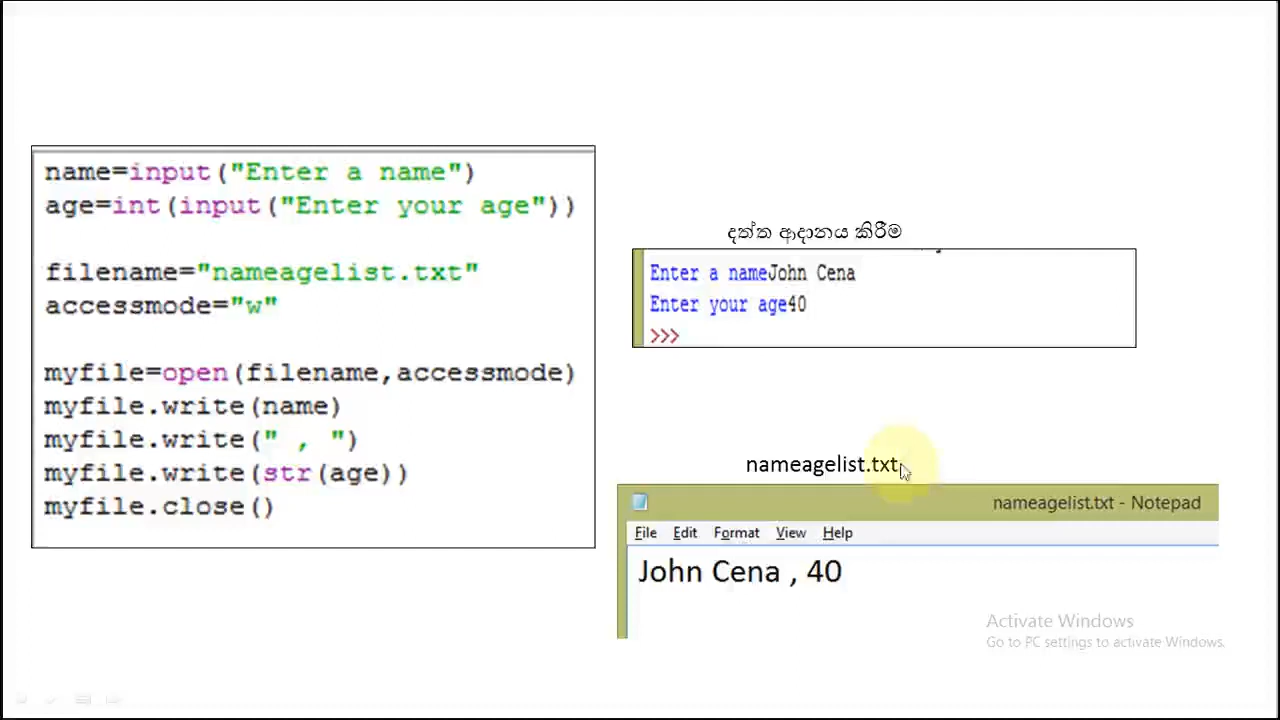 name=input("Enter a name")
age=int(input("Enter your age"))
filename="nameagelist.txt"
accessmode="w"
myfile=open(filename,accessmode)
myfile.write(name)
myfile.write(" , ")
myfile.write(str(age))
myfile.close()
දත්ත ආදානය කිරීම
Enter a nameJohn Cena
Enter your age40
>>>
nameagelist.txt
nameagelist.txt - Notepad
File Edit Format View Help
John Cena , 40
Activate Windows
Go to PC settings to activate Windows.